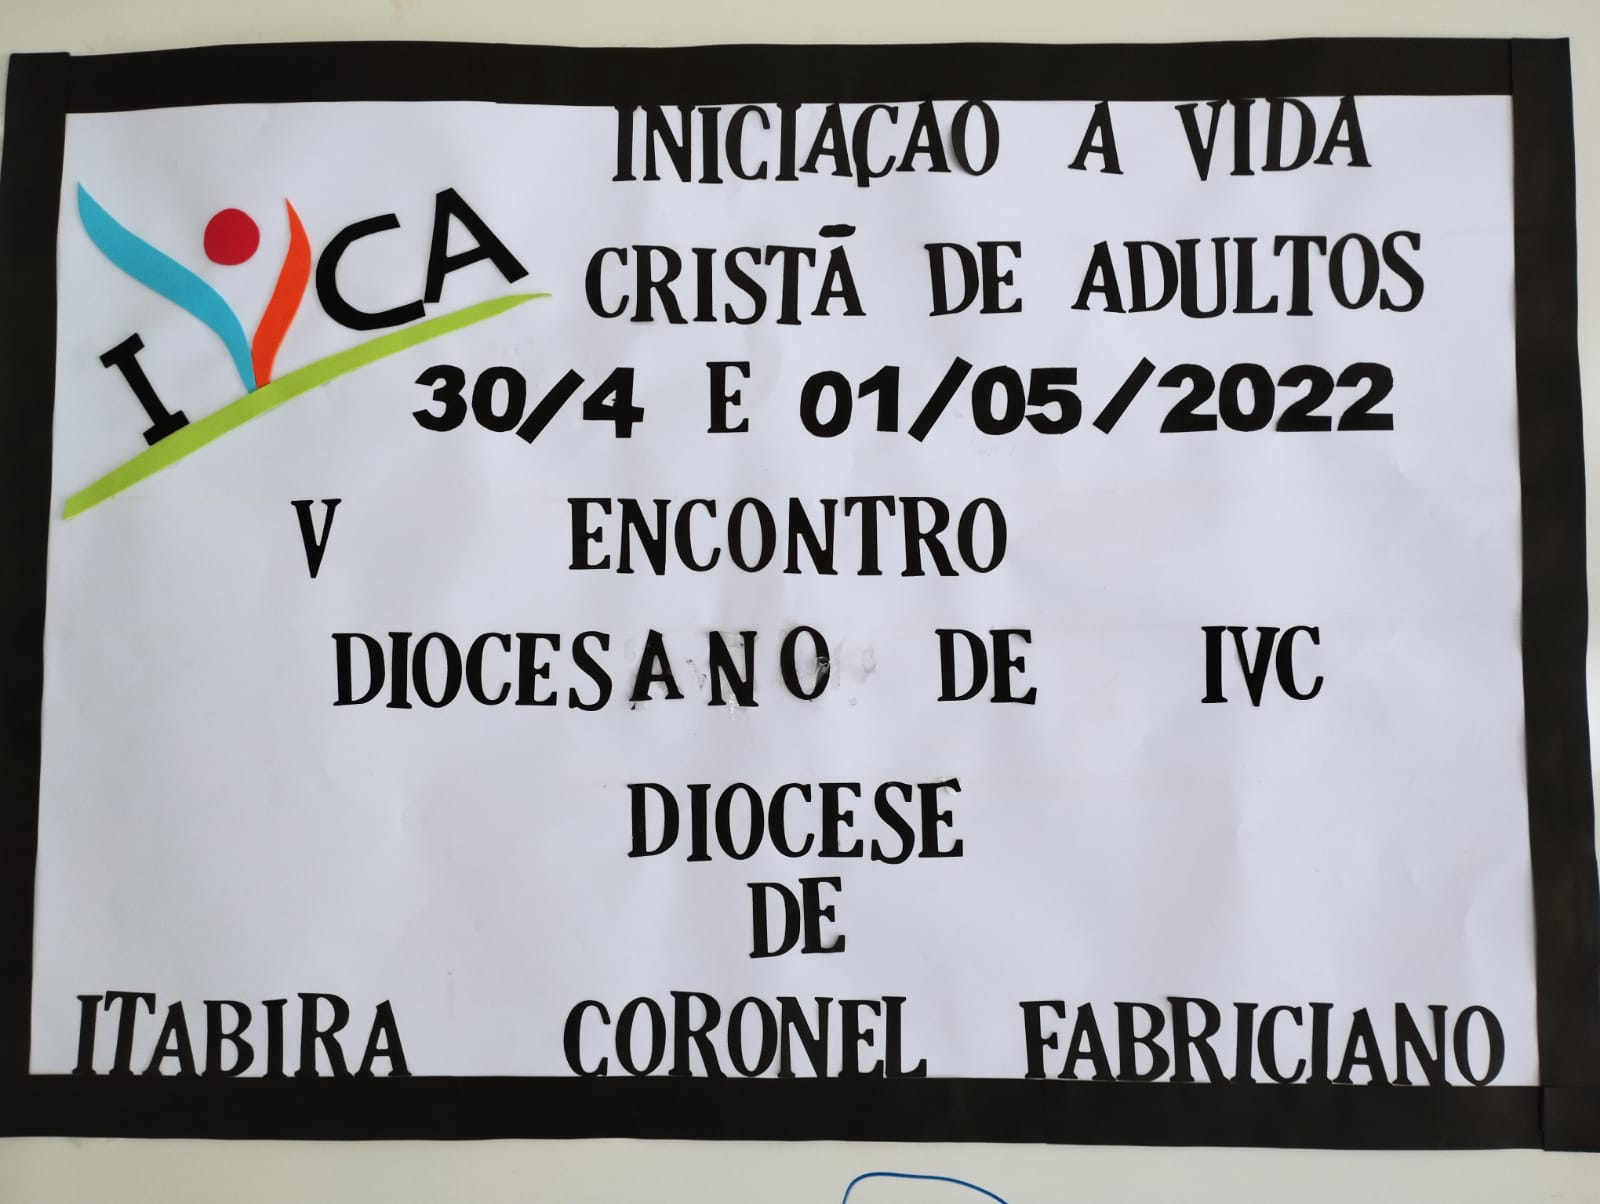 INICIAÇAO A VIDA
IVCA
CRISTÃ DE ADULTOS
30/4 E 01/05/2022
V ENCONTRO
DIOCESANO DE IVC
DIOCESE
DE
ITABIRA CORONEL FABRICIANO